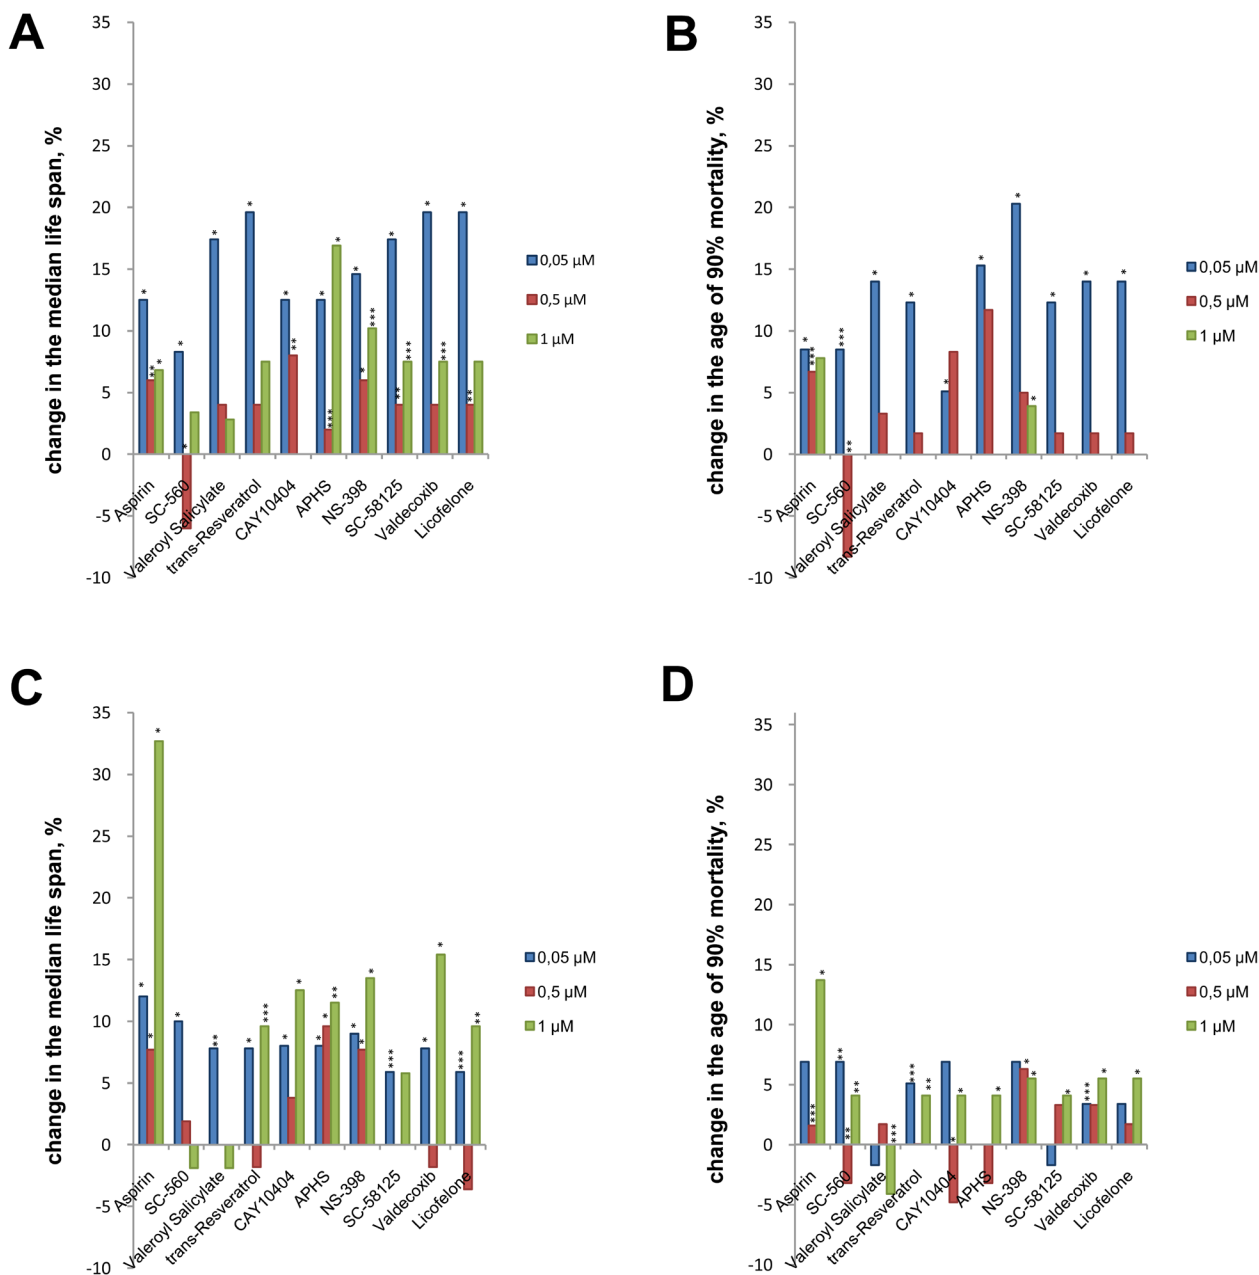 A
change in the median life span, %
35
30
25
20
15
10
5
0
-5
-10
* ** * * * * * * ** * *** * * * *** * ** *** * *** * **
Aspirin
SC-560
Valeroyl Salicylate
trans-Resveratrol
CAY10404
APHS
NS-398
SC-58125
Valdecoxib
Licofelone
0,05 µM
0,5 µM
1 µM
B
change in the age of 90% mortality, %
35
30
25
20
15
10
5
0
-5
-10
* *** *** ** * * * * * * * * *
Aspirin
SC-560
Valeroyl Salicylate
trans-Resveratrol
CAY10404
APHS
NS-398
SC-58125
Valdecoxib
Licofelone
0,05 µM
0,5 µM
1 µM
C
change in the median life span, %
35
30
25
20
15
10
5
0
-5
-10
* * * * ** * *** * * * * ** * * * *** * * *** **
Aspirin
SC-560
Valeroyl Salicylate
trans-Resveratrol
CAY10404
APHS
NS-398
SC-58125
Valdecoxib
Licofelone
0,05 µM
0,5 µM
1 µM
D
change in the age of 90% mortality, %
35
30
25
20
15
10
5
0
-5
-10
*** * ** ** ** *** *** ** * * * * * * *** * *
Aspirin
SC-560
Valeroyl Salicylate
trans-Resveratrol
CAY10404
APHS
NS-398
SC-58125
Valdecoxib
Licofelone
0,05 µM
0,5 µM
1 µM